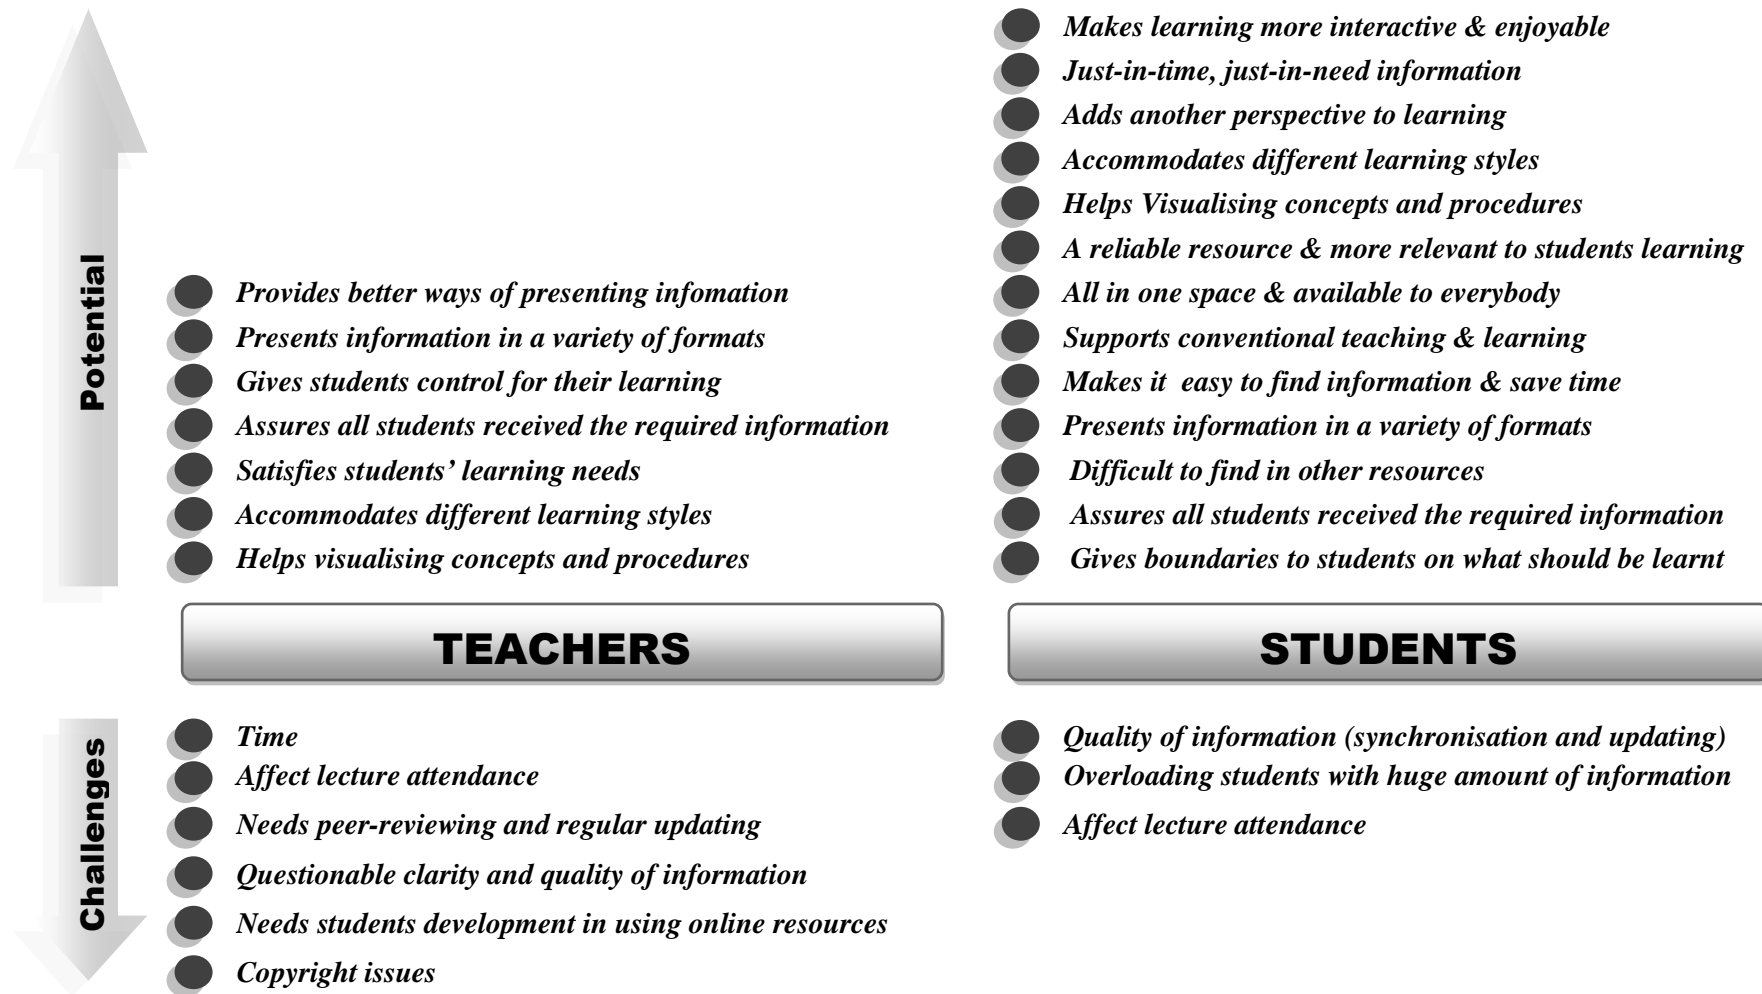 Potential
Provides better ways of presenting infomation
Presents information in a variety of formats
Gives students control for their learning
Assures all students received the required information
Satisfies students’ learning needs
Accommodates different learning styles
Helps visualising concepts and procedures
TEACHERS
Makes learning more interactive & enjoyable
Just-in-time, just-in-need information
Adds another perspective to learning
Accommodates different learning styles
Helps Visualising concepts and procedures
A reliable resource & more relevant to students learning
All in one space & available to everybody
Supports conventional teaching & learning
Makes it easy to find information & save time
Presents information in a variety of formats
Difficult to find in other resources
Assures all students received the required information
Gives boundaries to students on what should be learnt
STUDENTS
Challenges
Time
Affect lecture attendance
Needs peer-reviewing and regular updating
Questionable clarity and quality of information
Needs students development in using online resources
Copyright issues
Quality of information (synchronisation and updating)
Overloading students with huge amount of information
Affect lecture attendance